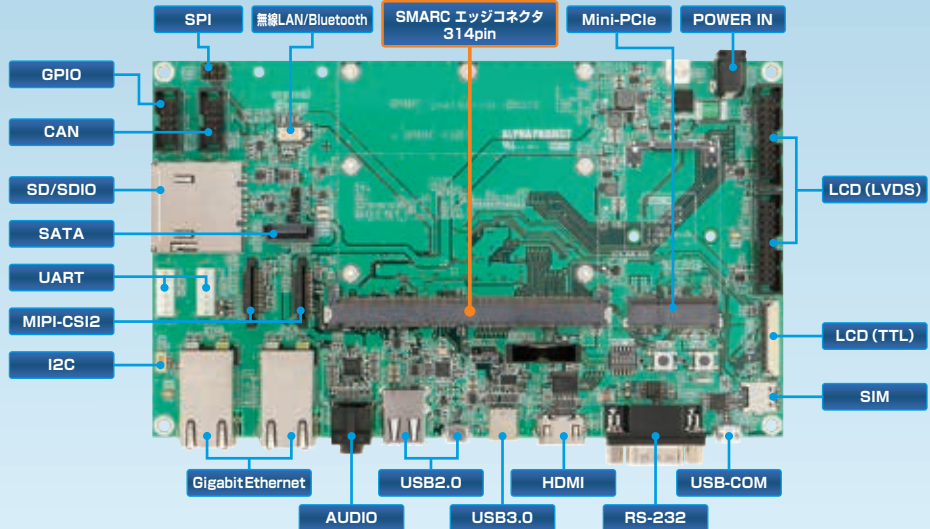 SPI
無線LAN/Bluetooth
SMARC エッジコネクタ
314pin
Mini-PCIe
POWER IN
GPIO
CAN
SD/SDIO
SATA
UART
MIPI-CSI2
I2C
LCD (LVDS)
LCD (TTL)
SIM
Gigabit Ethernet
AUDIO
USB2.0
USB3.0
HDMI
RS-232
USB-COM
ALPHA PROJECT